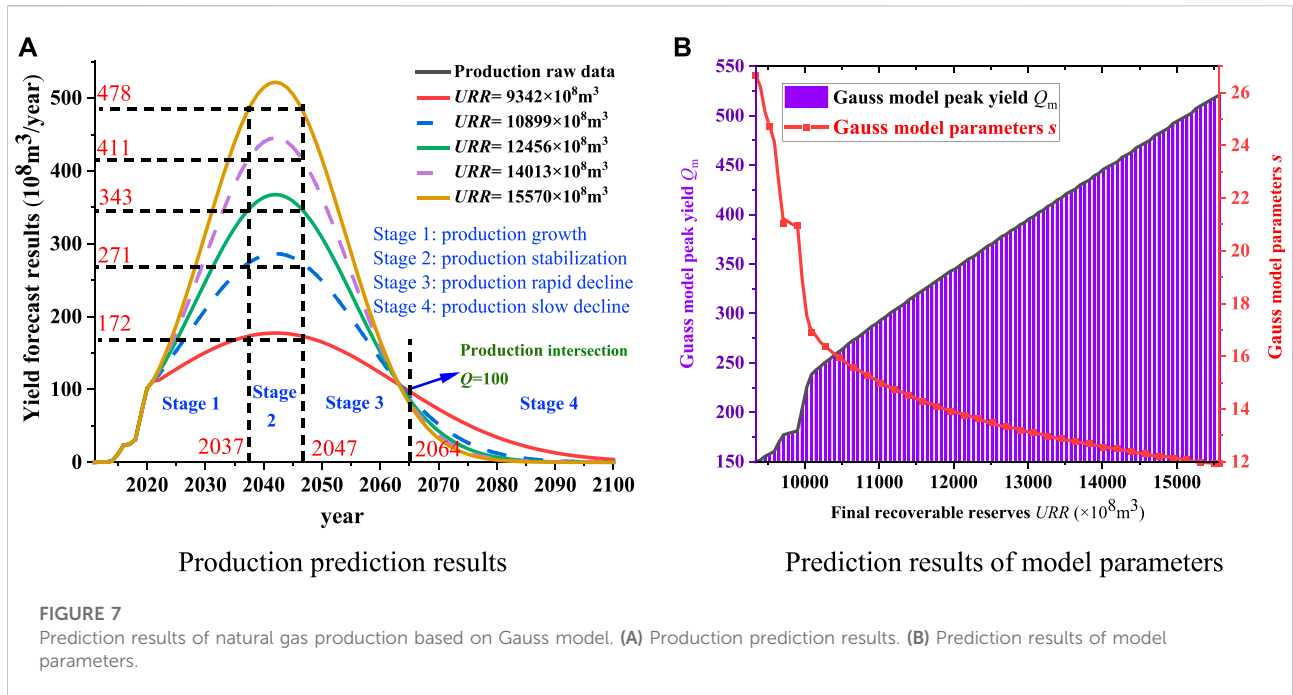 A
Yield forecast results (10⁸m³/year)
500
400
300
200
100
0
478
411
343
271
172
Production raw data
URR= 9342×10⁸m³
URR= 10899×10⁸m³
URR= 12456×10⁸m³
URR= 14013×10⁸m³
URR= 15570×10⁸m³
Stage 1: production growth
Stage 2: production stabilization
Stage 3: production rapid decline
Stage 4: production slow decline
Production intersection
Q=100
Stage 1
Stage
2
Stage 3
Stage 4
2037
2047
2064
2020 2030 2040 2050 2060 2070 2080 2090 2100
year
Production prediction results
B
Guass model peak yield Qₘ
550
500
450
400
350
300
250
200
150
Gauss model peak yield Qₘ
Gauss model parameters s
26
24
22
20
18
16
14
12
Gauss model parameters s
10000 11000 12000 13000 14000 15000
Final recoverable reserves URR (×10⁸m³)
Prediction results of model parameters
FIGURE 7
Prediction results of natural gas production based on Gauss model. (A) Production prediction results. (B) Prediction results of model
parameters.